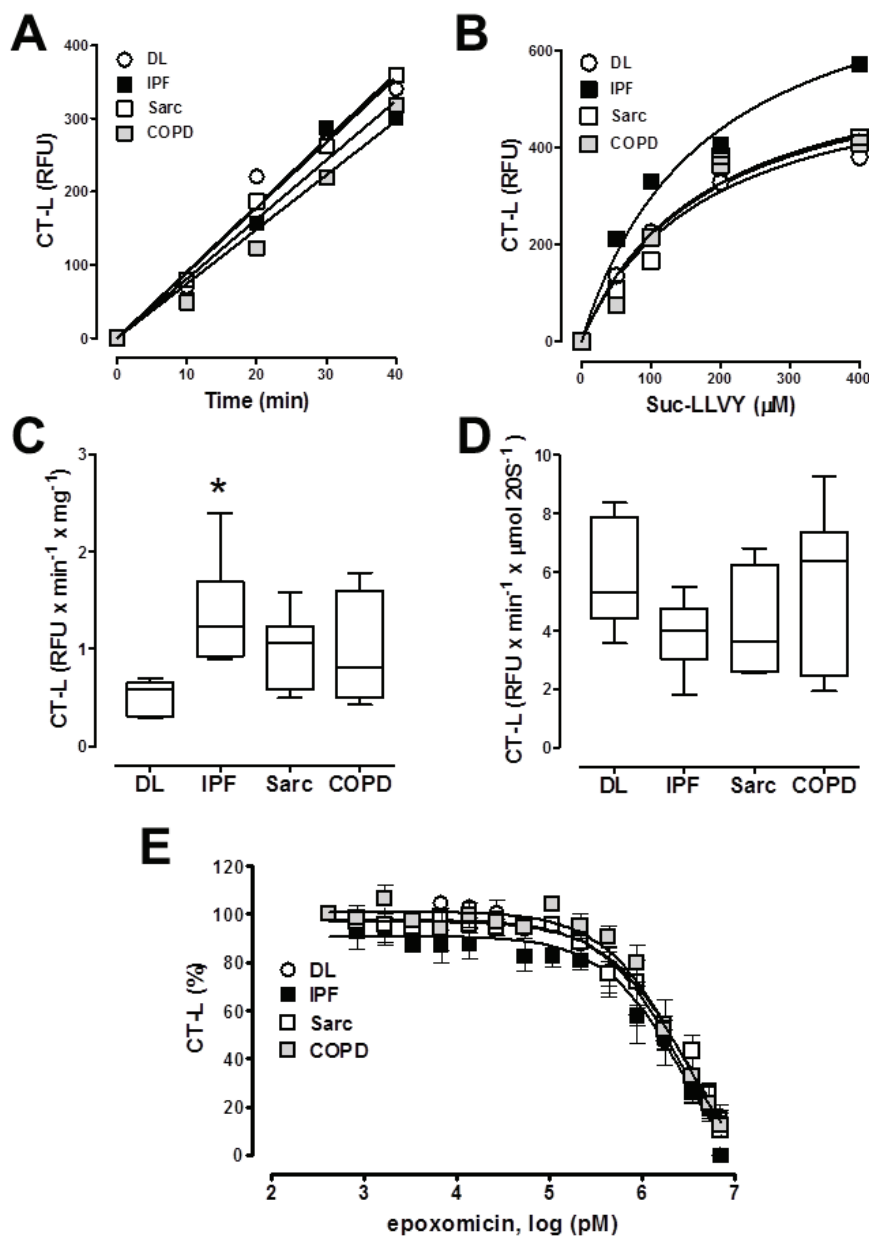 A
CT-L (RFU)
400
300
200
100
0
DL
IPF
Sarc
COPD
0 10 20 30 40
Time (min)
B
CT-L (RFU)
600
400
200
0
DL
IPF
Sarc
COPD
0 100 200 300 400
Suc-LLVY (µM)
C
CT-L (RFU x min⁻¹ x mg⁻¹)
3
2
1
0
*
DL IPF Sarc COPD
D
CT-L (RFU x min⁻¹ x µmol 20S⁻¹)
10
8
6
4
2
0
DL IPF Sarc COPD
E
CT-L (%)
120
100
80
60
40
20
0
DL
IPF
Sarc
COPD
2 3 4 5 6 7
epoxomicin, log (pM)